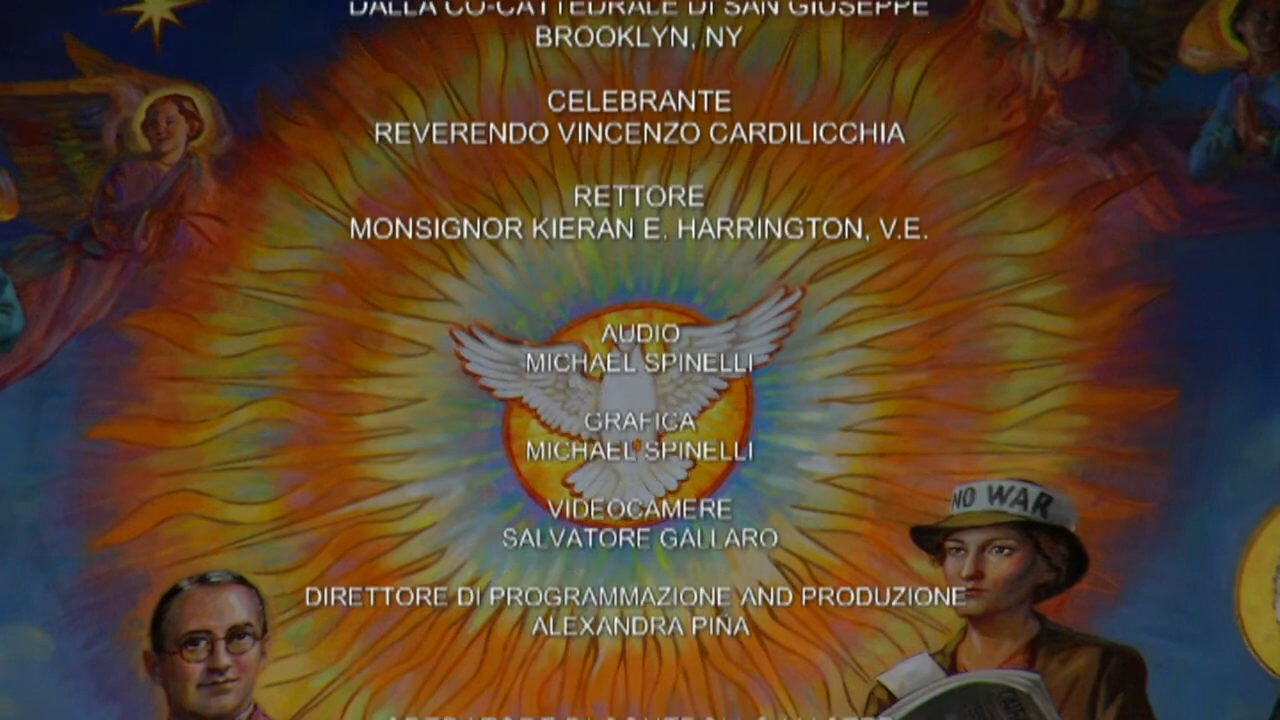 DALLA CO-CATTEDRALE DI SAN GIUSEPPE
BROOKLYN, NY
CELEBRANTE
REVERENDO VINCENZO CARDILICCHIA
RETTORE
MONSIGNOR KIERAN E. HARRINGTON, V.E.
AUDIO
MICHAEL SPINELLI
GRAFICA
MICHAEL SPINELLI
VIDEOCAMERE
SALVATORE GALLARO
NO WAR
DIRETTORE DI PROGRAMMAZIONE AND PRODUZIONE
ALEXANDRA PIÑA